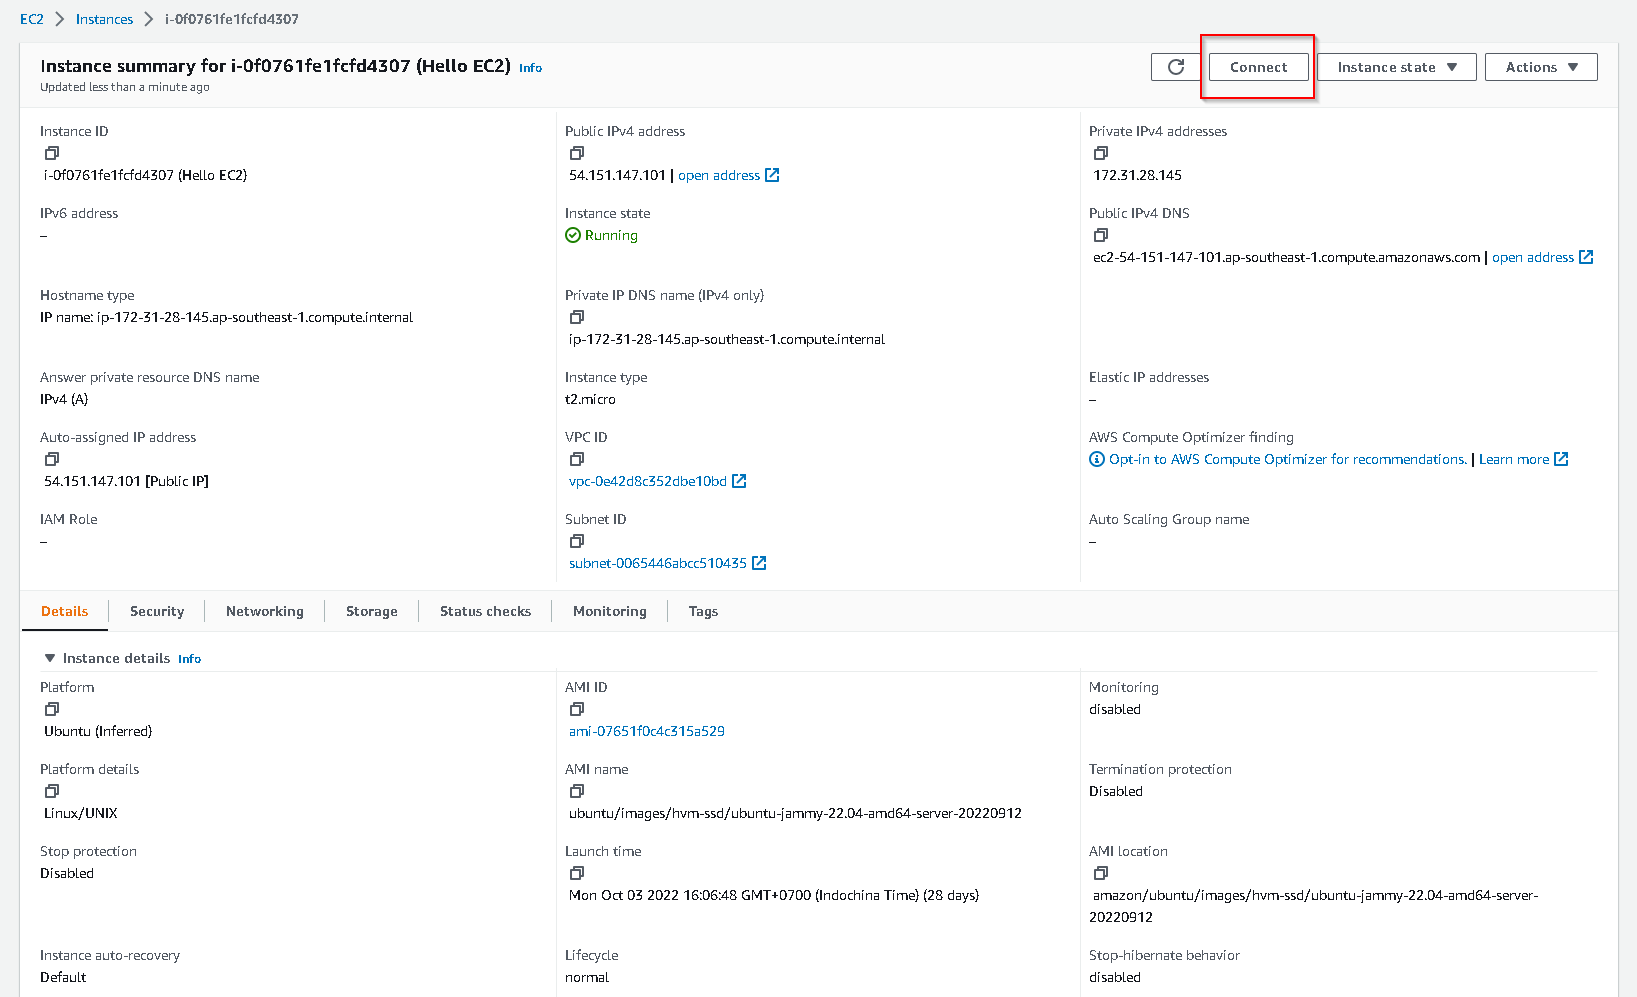 EC2 > Instances > i-0f0761fe1fcfd4307
Instance summary for i-0f0761fe1fcfd4307 (Hello EC2) Info
Updated less than a minute ago
Connect
Instance state ▼
Actions ▼
Instance ID
i-0f0761fe1fcfd4307 (Hello EC2)
Public IPv4 address
54.151.147.101 | open address
Private IPv4 addresses
172.31.28.145
IPv6 address
–
Instance state
Running
Public IPv4 DNS
ec2-54-151-147-101.ap-southeast-1.compute.amazonaws.com | open address
Hostname type
IP name: ip-172-31-28-145.ap-southeast-1.compute.internal
Private IP DNS name (IPv4 only)
ip-172-31-28-145.ap-southeast-1.compute.internal
Answer private resource DNS name
IPv4 (A)
Instance type
t2.micro
Elastic IP addresses
–
Auto-assigned IP address
54.151.147.101 [Public IP]
VPC ID
vpc-0e42d8c352dbe10bd
AWS Compute Optimizer finding
Opt-in to AWS Compute Optimizer for recommendations. | Learn more
IAM Role
–
Subnet ID
subnet-0065446abcc510435
Auto Scaling Group name
–
Details
Security
Networking
Storage
Status checks
Monitoring
Tags
▼ Instance details Info
Platform
Ubuntu (Inferred)
AMI ID
ami-07651f0c4c315a529
Monitoring
disabled
Platform details
Linux/UNIX
AMI name
ubuntu/images/hvm-ssd/ubuntu-jammy-22.04-amd64-server-20220912
Termination protection
Disabled
Stop protection
Disabled
Launch time
Mon Oct 03 2022 16:06:48 GMT+0700 (Indochina Time) (28 days)
AMI location
amazon/ubuntu/images/hvm-ssd/ubuntu-jammy-22.04-amd64-server-
20220912
Instance auto-recovery
Default
Lifecycle
normal
Stop-hibernate behavior
disabled